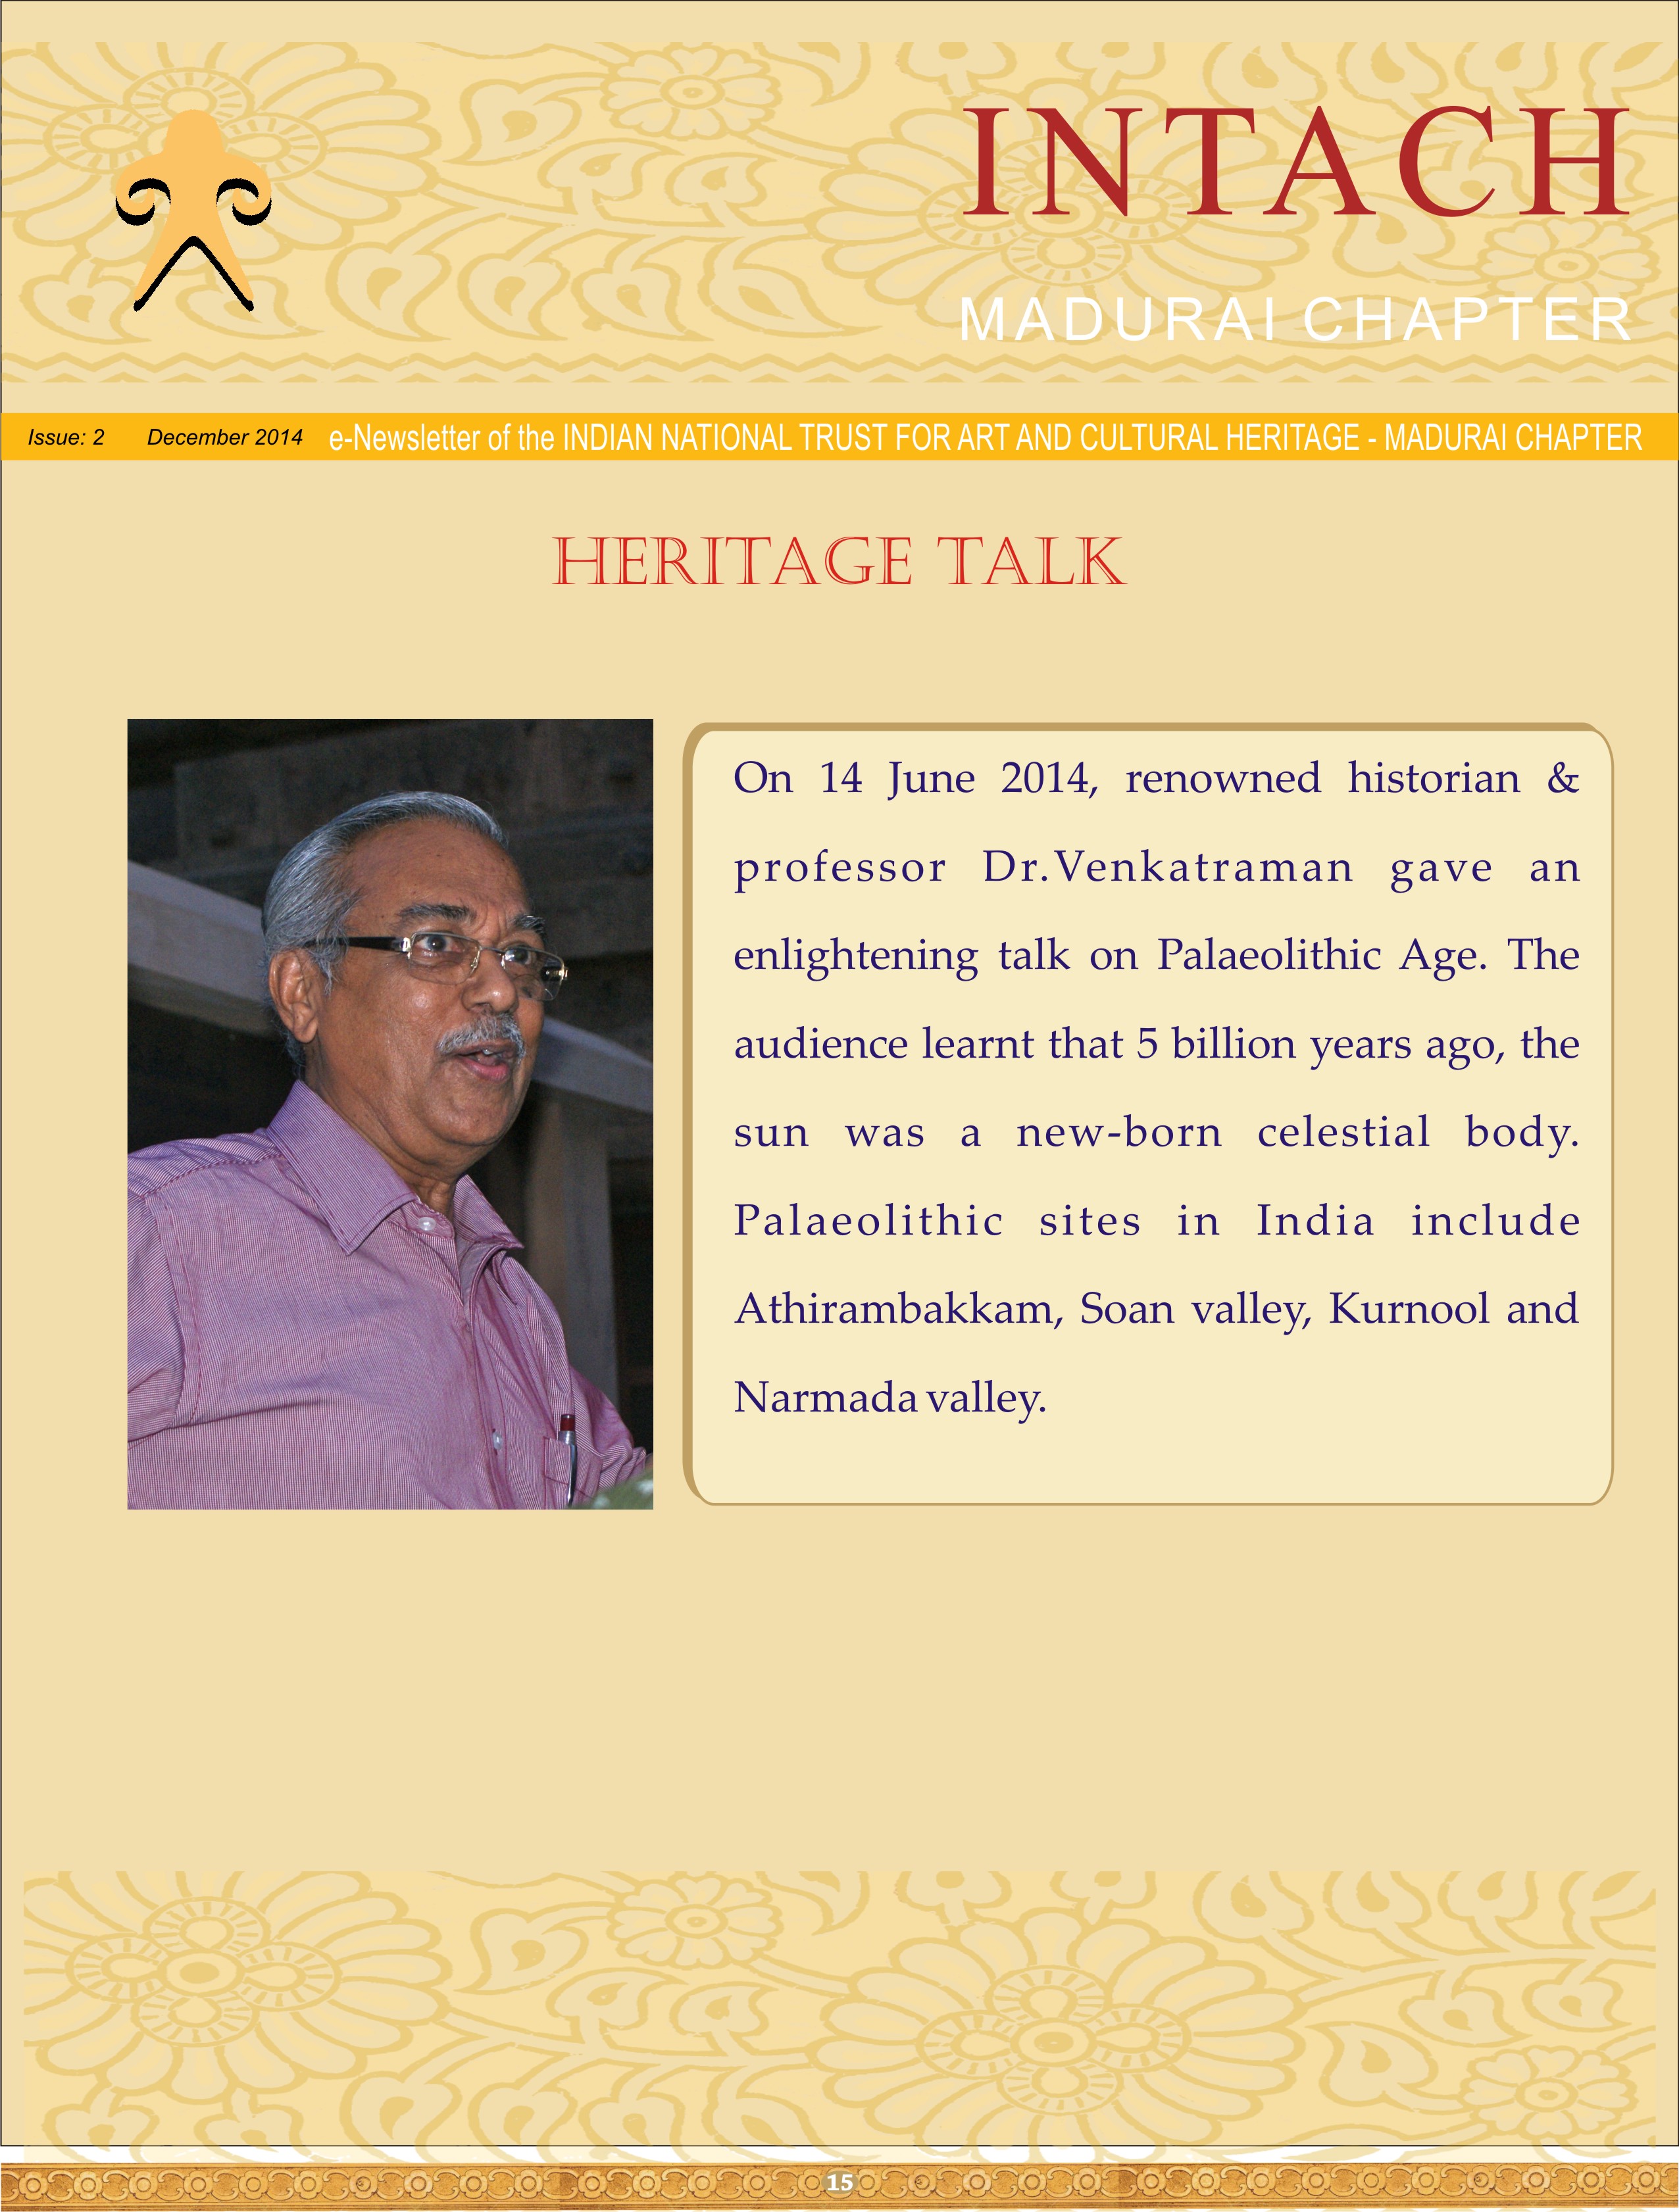 INTACH
MADURAI CHAPTER
Issue: 2 December 2014 e-Newsletter of the INDIAN NATIONAL TRUST FOR ART AND CULTURAL HERITAGE - MADURAI CHAPTER
HERITAGE TALK
On 14 June 2014, renowned historian &
professor Dr.Venkatraman gave an
enlightening talk on Palaeolithic Age. The
audience learnt that 5 billion years ago, the
sun was a new-born celestial body.
Palaeolithic sites in India include
Athirambakkam, Soan valley, Kurnool and
Narmada valley.
15